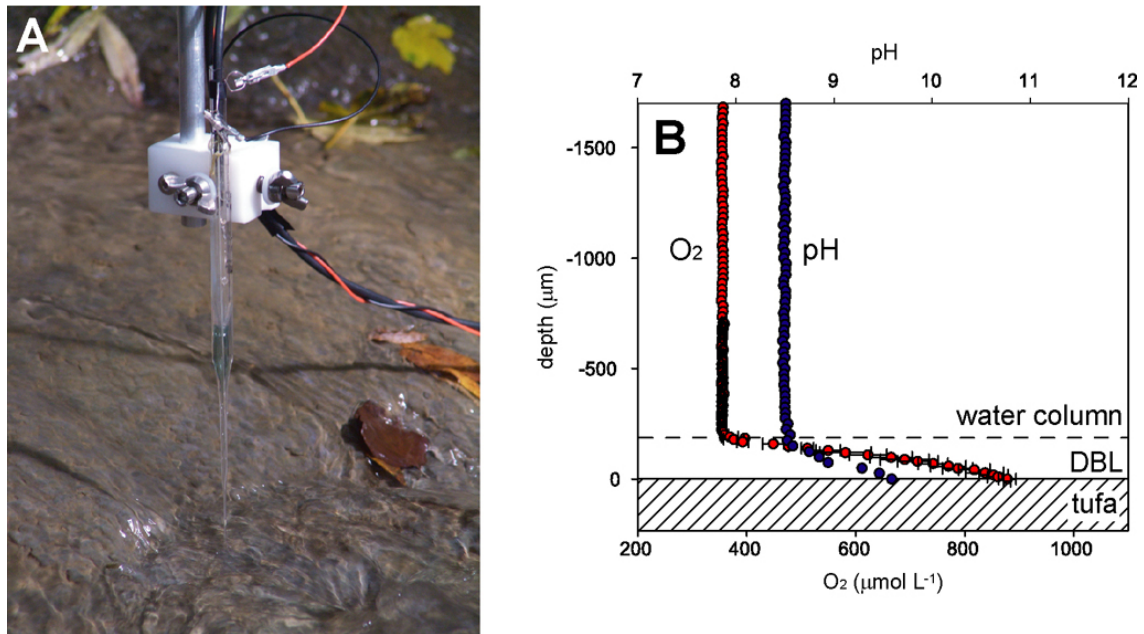 A
pH
7 8 9 10 11 12
B
-1500
-1000
-500
0
depth (μm)
O₂
pH
water column
DBL
tufa
200 400 600 800 1000
O₂ (μmol L⁻¹)